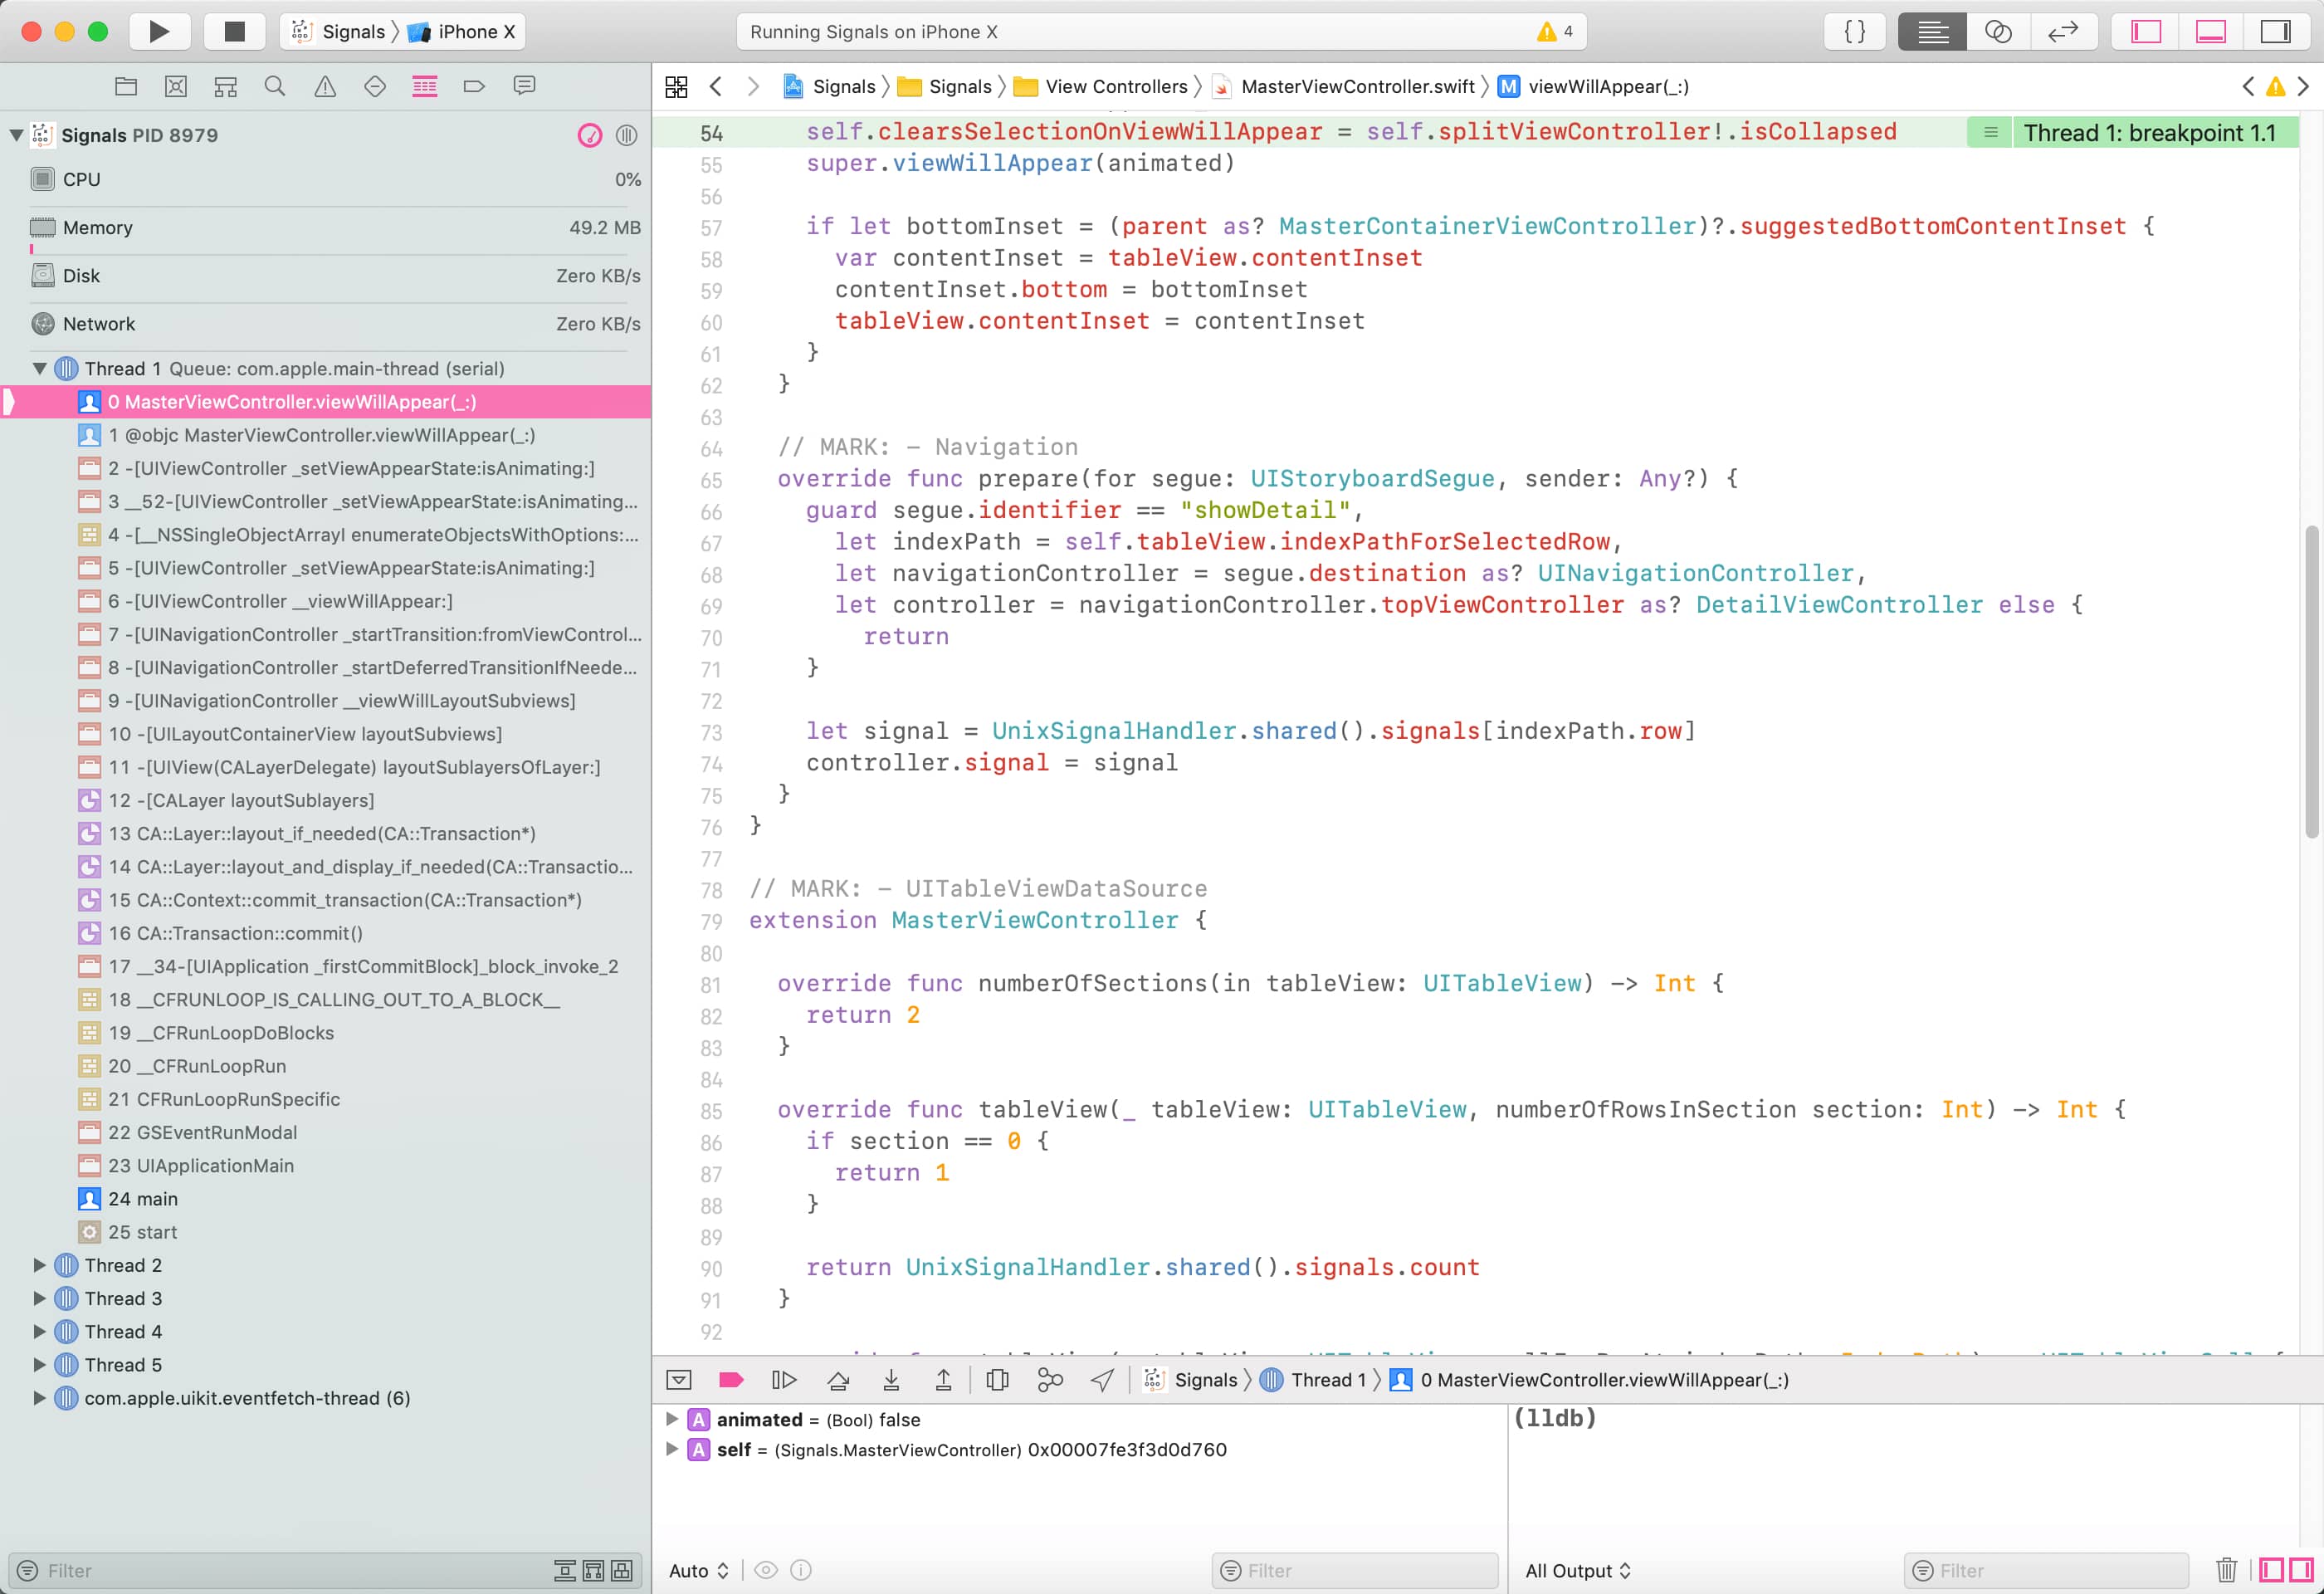 Signals 〉 iPhone X
Running Signals on iPhone X
4
{ }
Signals 〉 Signals 〉 View Controllers 〉 MasterViewController.swift 〉 M viewWillAppear(_:)
Signals PID 8979
CPU 0%
Memory 49.2 MB
Disk Zero KB/s
Network Zero KB/s
Thread 1 Queue: com.apple.main-thread (serial)
0 MasterViewController.viewWillAppear(_:)
1 @objc MasterViewController.viewWillAppear(_:)
2 -[UIViewController _setViewAppearState:isAnimating:]
3 __52-[UIViewController _setViewAppearState:isAnimating...
4 -[__NSSingleObjectArrayI enumerateObjectsWithOptions:...
5 -[UIViewController _setViewAppearState:isAnimating:]
6 -[UIViewController __viewWillAppear:]
7 -[UINavigationController _startTransition:fromViewControl...
8 -[UINavigationController _startDeferredTransitionIfNeede...
9 -[UINavigationController __viewWillLayoutSubviews]
10 -[UILayoutContainerView layoutSubviews]
11 -[UIView(CALayerDelegate) layoutSublayersOfLayer:]
12 -[CALayer layoutSublayers]
13 CA::Layer::layout_if_needed(CA::Transaction*)
14 CA::Layer::layout_and_display_if_needed(CA::Transactio...
15 CA::Context::commit_transaction(CA::Transaction*)
16 CA::Transaction::commit()
17 __34-[UIApplication _firstCommitBlock]_block_invoke_2
18 __CFRUNLOOP_IS_CALLING_OUT_TO_A_BLOCK__
19 __CFRunLoopDoBlocks
20 __CFRunLoopRun
21 CFRunLoopRunSpecific
22 GSEventRunModal
23 UIApplicationMain
24 main
25 start
Thread 2
Thread 3
Thread 4
Thread 5
com.apple.uikit.eventfetch-thread (6)
Filter
54 self.clearsSelectionOnViewWillAppear = self.splitViewController!.isCollapsed Thread 1: breakpoint 1.1
55 super.viewWillAppear(animated)
56
57 if let bottomInset = (parent as? MasterContainerViewController)?.suggestedBottomContentInset {
58 var contentInset = tableView.contentInset
59 contentInset.bottom = bottomInset
60 tableView.contentInset = contentInset
61 }
62 }
63
64 // MARK: - Navigation
65 override func prepare(for segue: UIStoryboardSegue, sender: Any?) {
66 guard segue.identifier == "showDetail",
67 let indexPath = self.tableView.indexPathForSelectedRow,
68 let navigationController = segue.destination as? UINavigationController,
69 let controller = navigationController.topViewController as? DetailViewController else {
70 return
71 }
72
73 let signal = UnixSignalHandler.shared().signals[indexPath.row]
74 controller.signal = signal
75 }
76 }
77
78 // MARK: - UITableViewDataSource
79 extension MasterViewController {
80
81 override func numberOfSections(in tableView: UITableView) -> Int {
82 return 2
83 }
84
85 override func tableView(_ tableView: UITableView, numberOfRowsInSection section: Int) -> Int {
86 if section == 0 {
87 return 1
88 }
89
90 return UnixSignalHandler.shared().signals.count
91 }
92
Signals 〉 Thread 1 〉 0 MasterViewController.viewWillAppear(_:)
A animated = (Bool) false
A self = (Signals.MasterViewController) 0x00007fe3f3d0d760
(lldb)
Auto
Filter
All Output
Filter